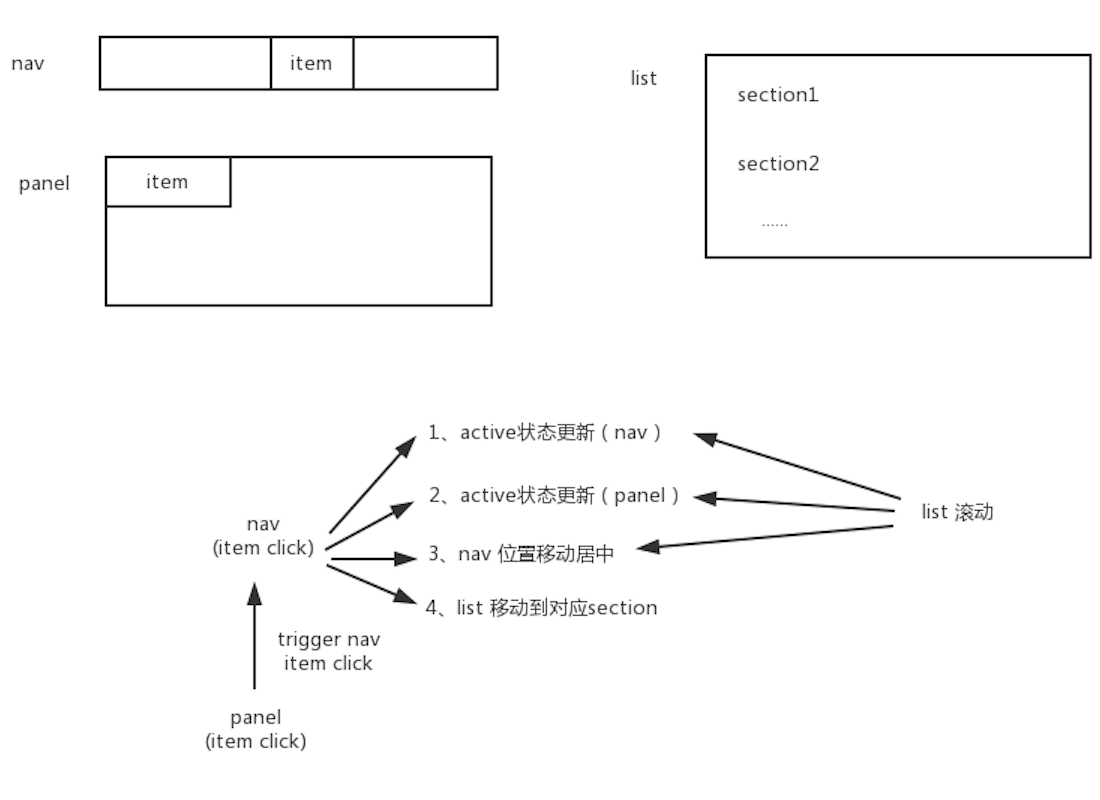 nav
item
list
section1
section2
......
panel
item
1、active状态更新（nav）
2、active状态更新（panel）
3、nav 位置移动居中
4、list 移动到对应section
nav
(item click)
list 滚动
trigger nav
item click
panel
(item click)